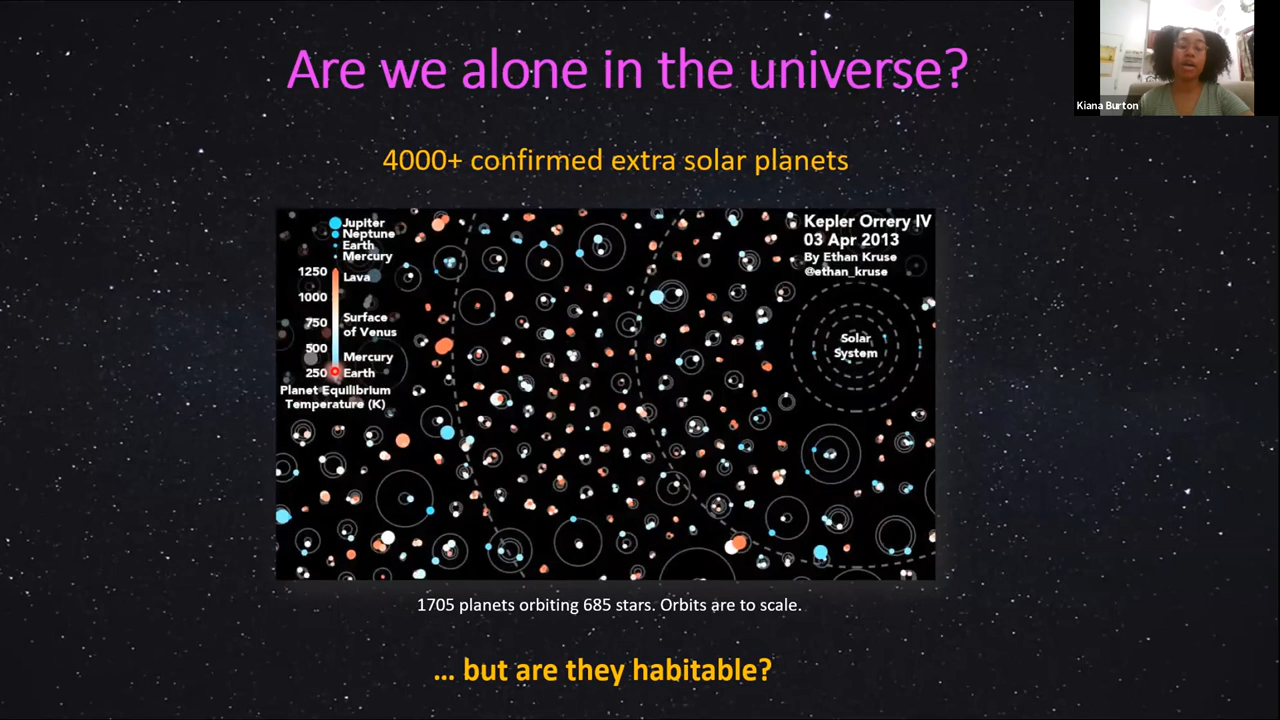 Are we alone in the universe?
Kiana Burton
4000+ confirmed extra solar planets
Jupiter
Neptune
Earth
Mercury
1250
Lava
1000
750
Surface
of Venus
500
Mercury
250
Earth
Planet Equilibrium
Temperature (K)
Kepler Orrery IV
03 Apr 2013
By Ethan Kruse
@ethan_kruse
Solar
System
1705 planets orbiting 685 stars. Orbits are to scale.
... but are they habitable?